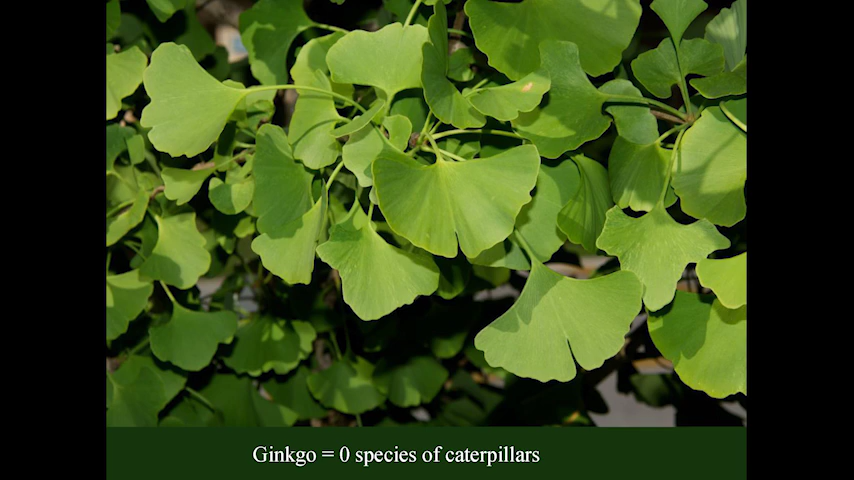 Ginkgo = 0 species of caterpillars